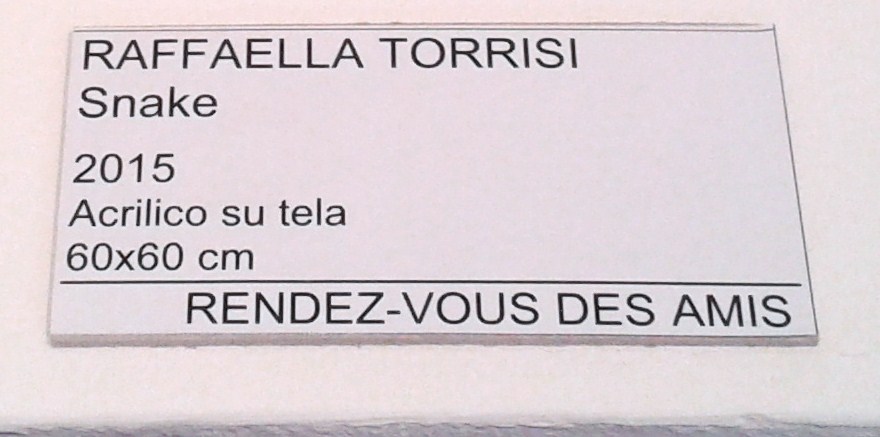 RAFFAELLA TORRISI
Snake
2015
Acrilico su tela
60x60 cm
RENDEZ-VOUS DES AMIS